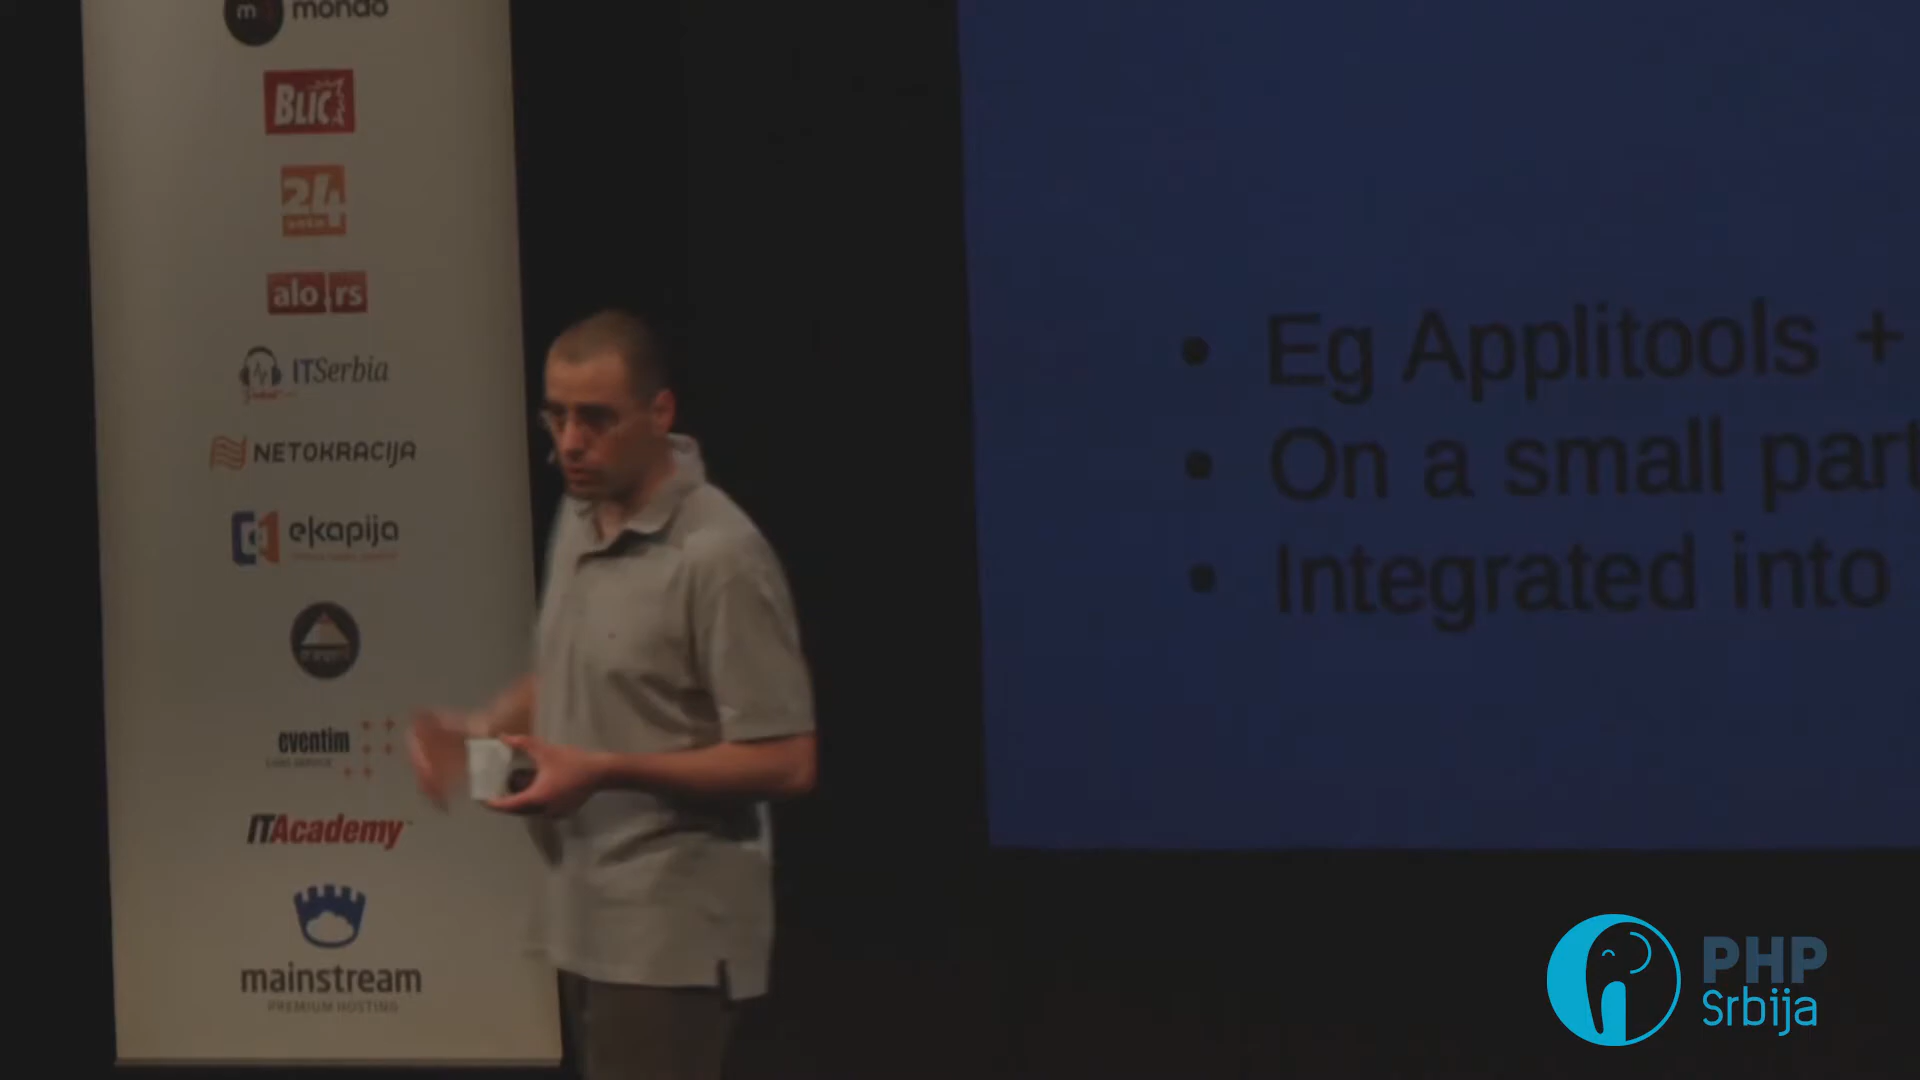 mondo
BLIC
24
alo.rs
ITSerbia
NETOKRACIJA
ekapija
eventim
ITAcademy
mainstream
PREMIUM HOSTING
• Eg Applitools +
• On a small part
• Integrated into
PHP
Srbija